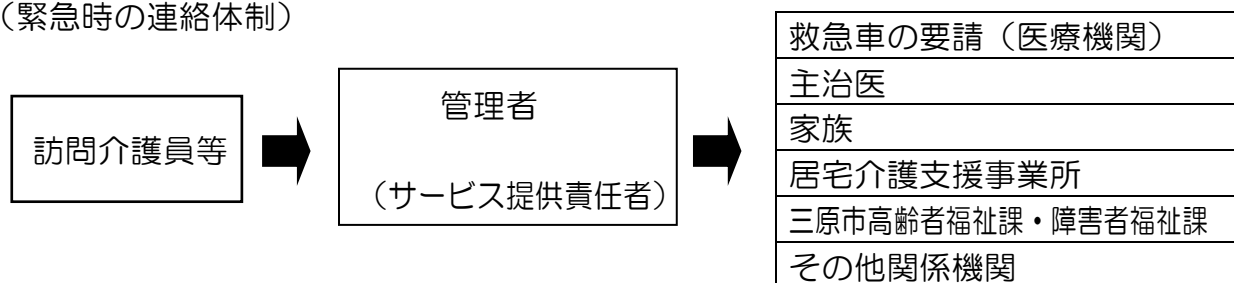 （緊急時の連絡体制）
訪問介護員等
管理者
（サービス提供責任者）
救急車の要請（医療機関）
主治医
家族
居宅介護支援事業所
三原市高齢者福祉課・障害者福祉課
その他関係機関